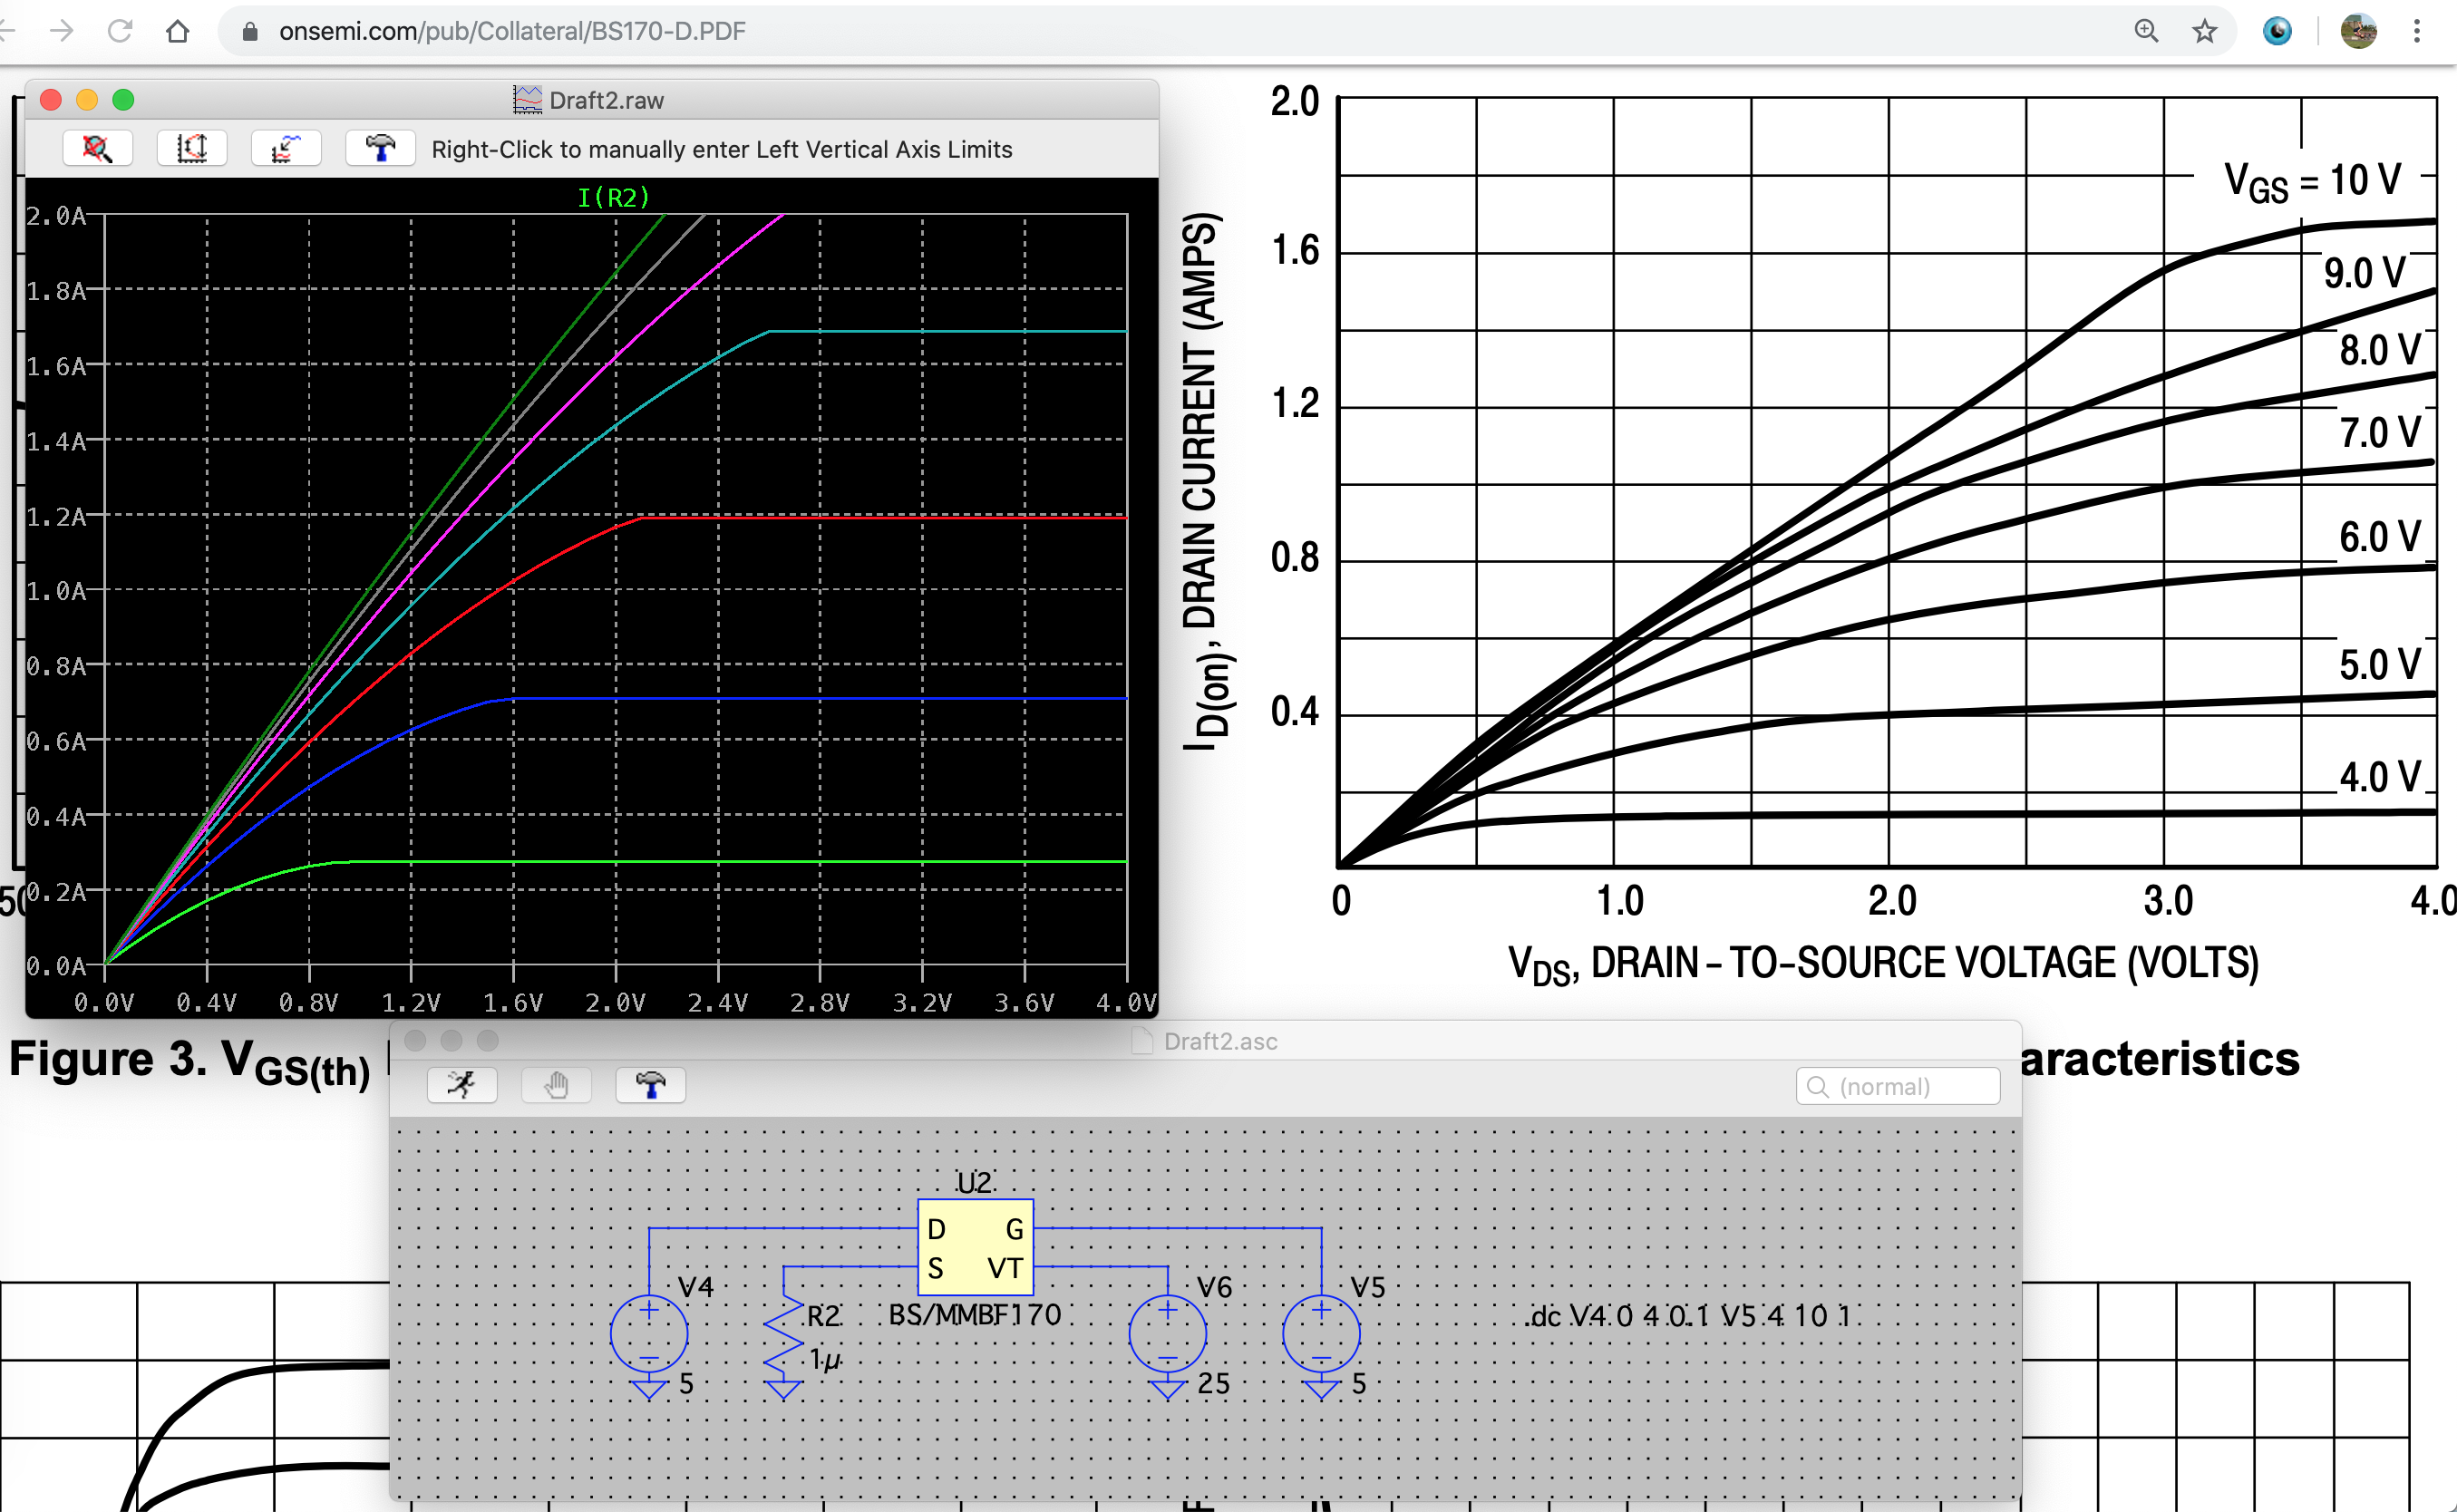 onsemi.com/pub/Collateral/BS170-D.PDF
Draft2.raw
Right-Click to manually enter Left Vertical Axis Limits
I(R2)
2.0A
1.8A
1.6A
1.4A
1.2A
1.0A
0.8A
0.6A
0.4A
0.2A
0.0A
0.0V 0.4V 0.8V 1.2V 1.6V 2.0V 2.4V 2.8V 3.2V 3.6V 4.0V
50
2.0
1.6
1.2
0.8
0.4
ID(on), DRAIN CURRENT (AMPS)
VGS = 10 V
9.0 V
8.0 V
7.0 V
6.0 V
5.0 V
4.0 V
0 1.0 2.0 3.0 4.0
VDS, DRAIN-TO-SOURCE VOLTAGE (VOLTS)
Figure 3. VGS(th)
aracteristics
Draft2.asc
(normal)
U2
D G
S VT
BS/MMBF170
V4
5
R2
1µ
V6
25
V5
5
.dc V4 0 4 0.1 V5 4 10 1